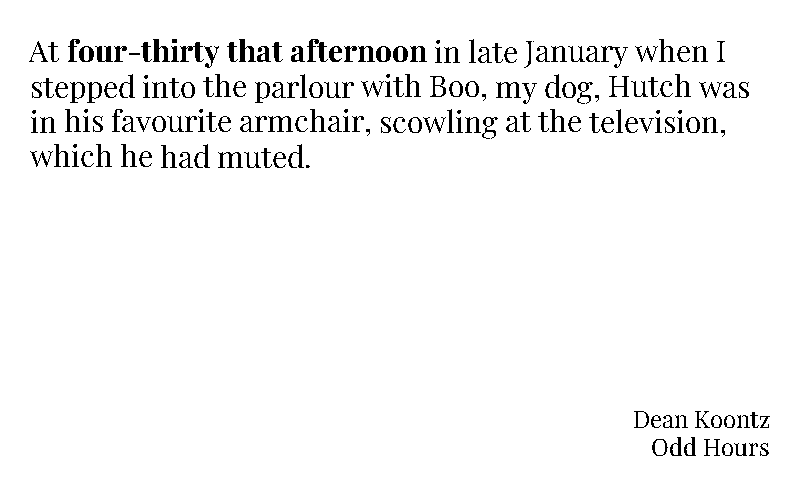 At four-thirty that afternoon in late January when I
stepped into the parlour with Boo, my dog, Hutch was
in his favourite armchair, scowling at the television,
which he had muted.
Dean Koontz
Odd Hours